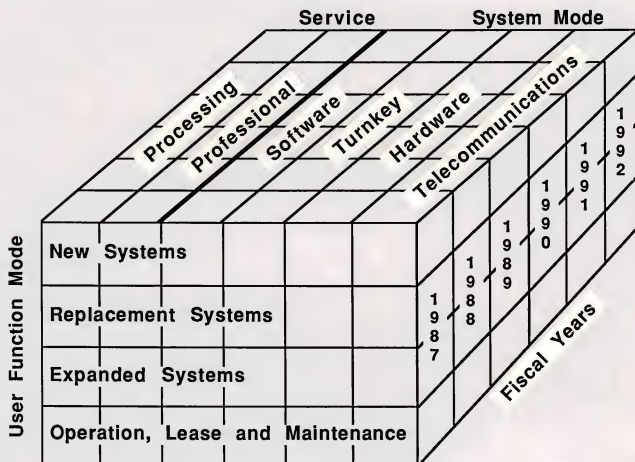 Service
System Mode
Processing
Professional
Software
Turnkey
Hardware
Telecommunications
User Function Mode
New Systems
Replacement Systems
Expanded Systems
Operation, Lease and Maintenance
1987
1988
1989
1990
1991
1992
Fiscal Years